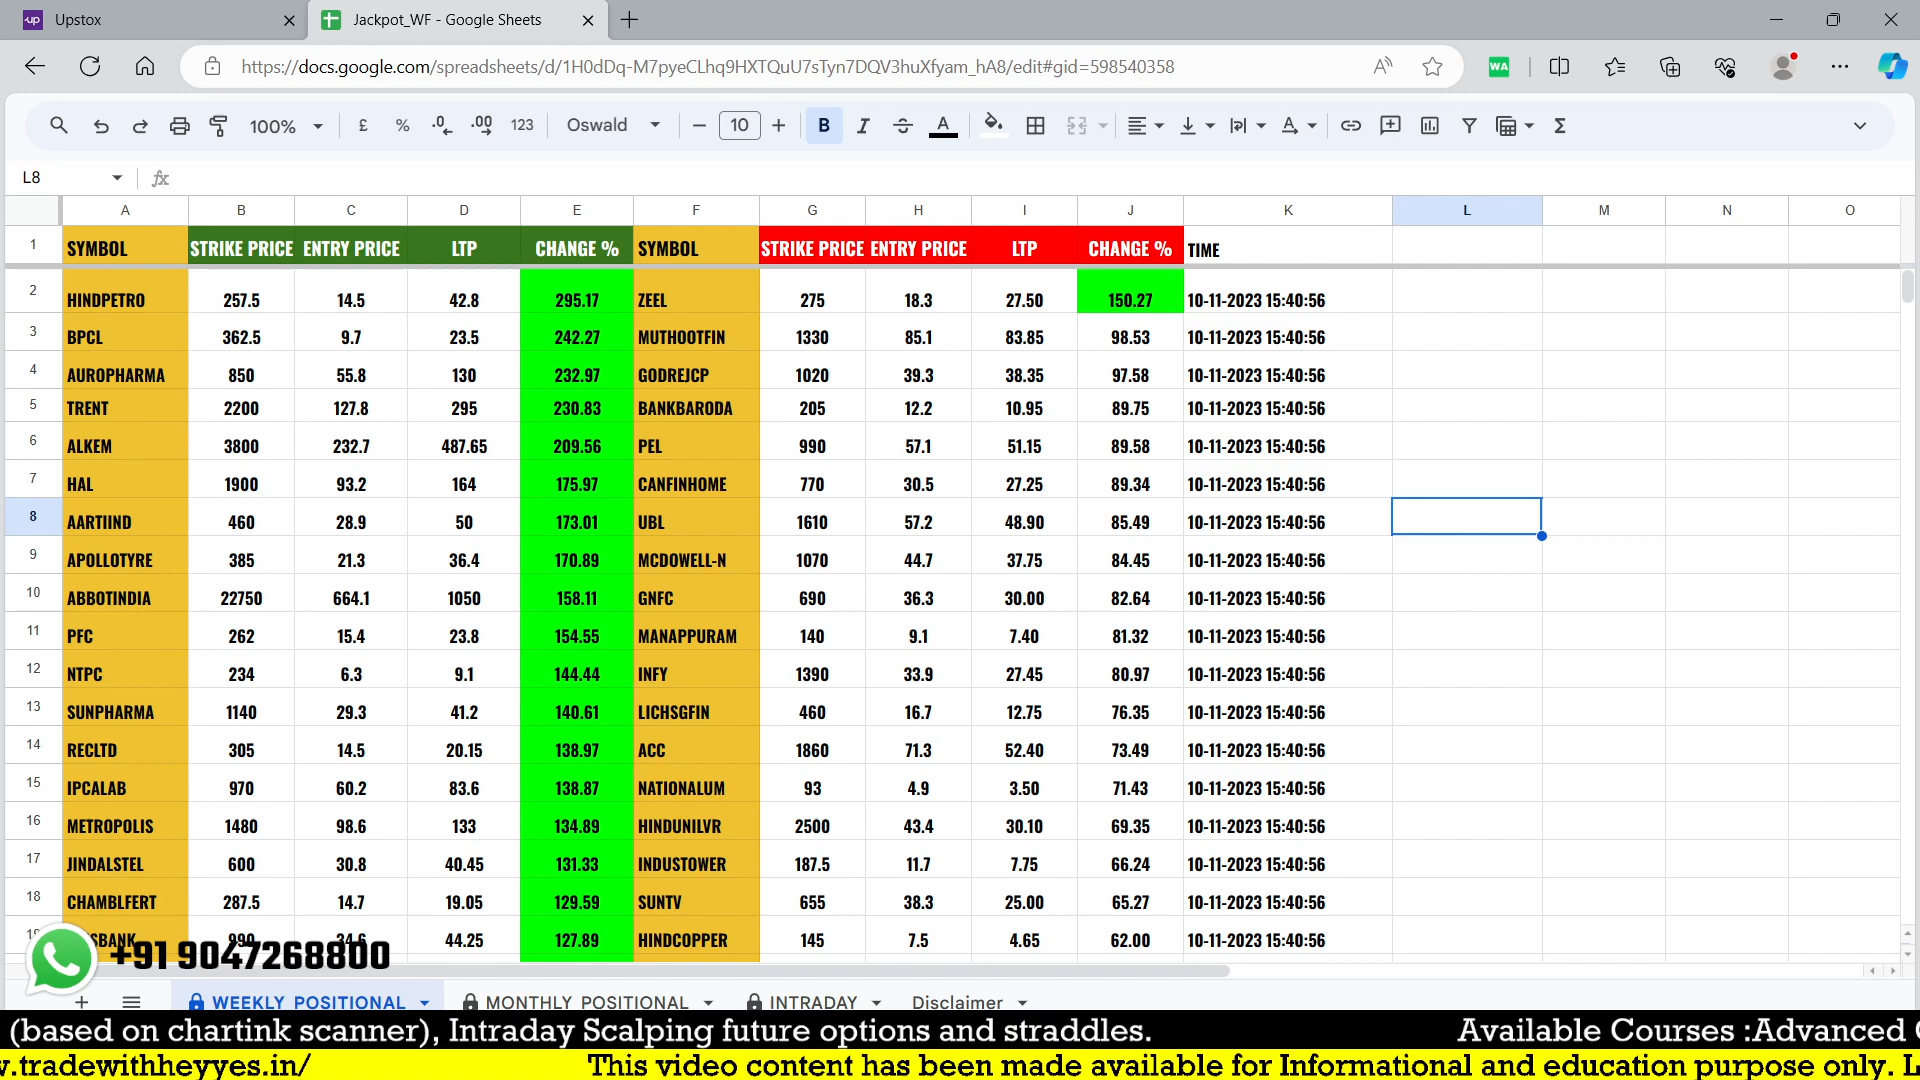 up Upstox Jackpot_WF - Google Sheets
https://docs.google.com/spreadsheets/d/1H0dDq-M7pyeCLhq9HXTQuU7sTyn7DQV3huXfyam_hA8/edit#gid=598540358 WA
100% £ % .0 .00 123 Oswald 10 B I A Σ
L8 fx
A B C D E F G H I J K L M N O
1 SYMBOL STRIKE PRICE ENTRY PRICE LTP CHANGE % SYMBOL STRIKE PRICE ENTRY PRICE LTP CHANGE % TIME
2 HINDPETRO 257.5 14.5 42.8 295.17 ZEEL 275 18.3 27.50 150.27 10-11-2023 15:40:56
3 BPCL 362.5 9.7 23.5 242.27 MUTHOOTFIN 1330 85.1 83.85 98.53 10-11-2023 15:40:56
4 AUROPHARMA 850 55.8 130 232.97 GODREJCP 1020 39.3 38.35 97.58 10-11-2023 15:40:56
5 TRENT 2200 127.8 295 230.83 BANKBARODA 205 12.2 10.95 89.75 10-11-2023 15:40:56
6 ALKEM 3800 232.7 487.65 209.56 PEL 990 57.1 51.15 89.58 10-11-2023 15:40:56
7 HAL 1900 93.2 164 175.97 CANFINHOME 770 30.5 27.25 89.34 10-11-2023 15:40:56
8 AARTIIND 460 28.9 50 173.01 UBL 1610 57.2 48.90 85.49 10-11-2023 15:40:56
9 APOLLOTYRE 385 21.3 36.4 170.89 MCDOWELL-N 1070 44.7 37.75 84.45 10-11-2023 15:40:56
10 ABBOTINDIA 22750 664.1 1050 158.11 GNFC 690 36.3 30.00 82.64 10-11-2023 15:40:56
11 PFC 262 15.4 23.8 154.55 MANAPPURAM 140 9.1 7.40 81.32 10-11-2023 15:40:56
12 NTPC 234 6.3 9.1 144.44 INFY 1390 33.9 27.45 80.97 10-11-2023 15:40:56
13 SUNPHARMA 1140 29.3 41.2 140.61 LICHSGFIN 460 16.7 12.75 76.35 10-11-2023 15:40:56
14 RECLTD 305 14.5 20.15 138.97 ACC 1860 71.3 52.40 73.49 10-11-2023 15:40:56
15 IPCALAB 970 60.2 83.6 138.87 NATIONALUM 93 4.9 3.50 71.43 10-11-2023 15:40:56
16 METROPOLIS 1480 98.6 133 134.89 HINDUNILVR 2500 43.4 30.10 69.35 10-11-2023 15:40:56
17 JINDALSTEL 600 30.8 40.45 131.33 INDUSTOWER 187.5 11.7 7.75 66.24 10-11-2023 15:40:56
18 CHAMBLFERT 287.5 14.7 19.05 129.59 SUNTV 655 38.3 25.00 65.27 10-11-2023 15:40:56
SBANK 990 34.6 44.25 127.89 HINDCOPPER 145 7.5 4.65 62.00 10-11-2023 15:40:56
+91 9047268800
WEEKLY POSITIONAL MONTHLY POSITIONAL INTRADAY Disclaimer
(based on chartink scanner), Intraday Scalping future options and straddles. Available Courses :Advanced
.tradewithheyyes.in/ This video content has been made available for Informational and education purpose only. L